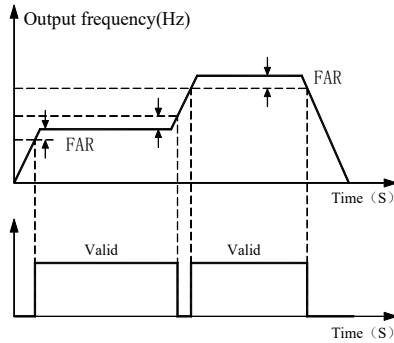 Output frequency(Hz)
FAR
FAR
Time（S）
Valid
Valid
Time（S）